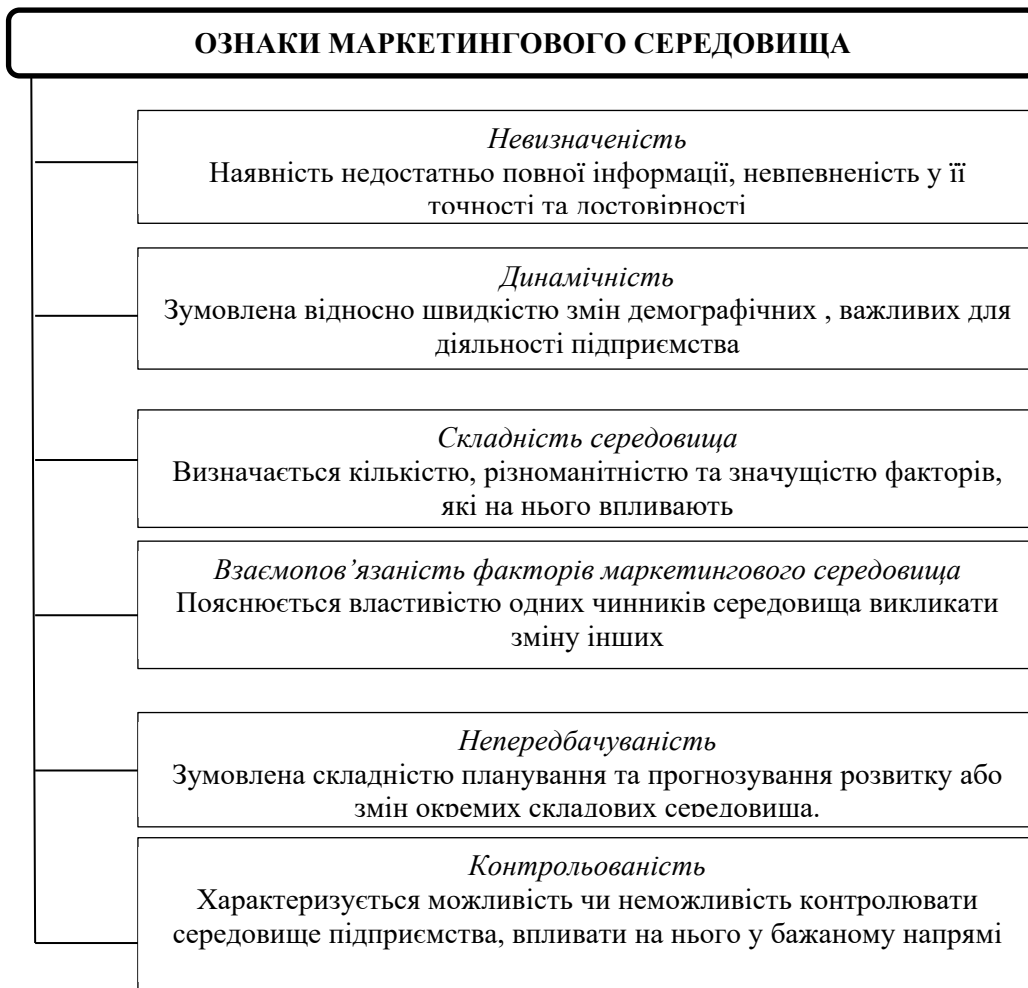 ОЗНАКИ МАРКЕТИНГОВОГО СЕРЕДОВИЩА
Невизначеність
Наявність недостатньо повної інформації, невпевненість у її
точності та достовірності
Динамічність
Зумовлена відносно швидкістю змін демографічних , важливих для
діяльності підприємства
Складність середовища
Визначається кількістю, різноманітністю та значущістю факторів,
які на нього впливають
Взаємопов’язаність факторів маркетингового середовища
Пояснюється властивістю одних чинників середовища викликати
зміну інших
Непередбачуваність
Зумовлена складністю планування та прогнозування розвитку або
змін окремих складових середовища.
Контрольованість
Характеризується можливість чи неможливість контролювати
середовище підприємства, впливати на нього у бажаному напрямі